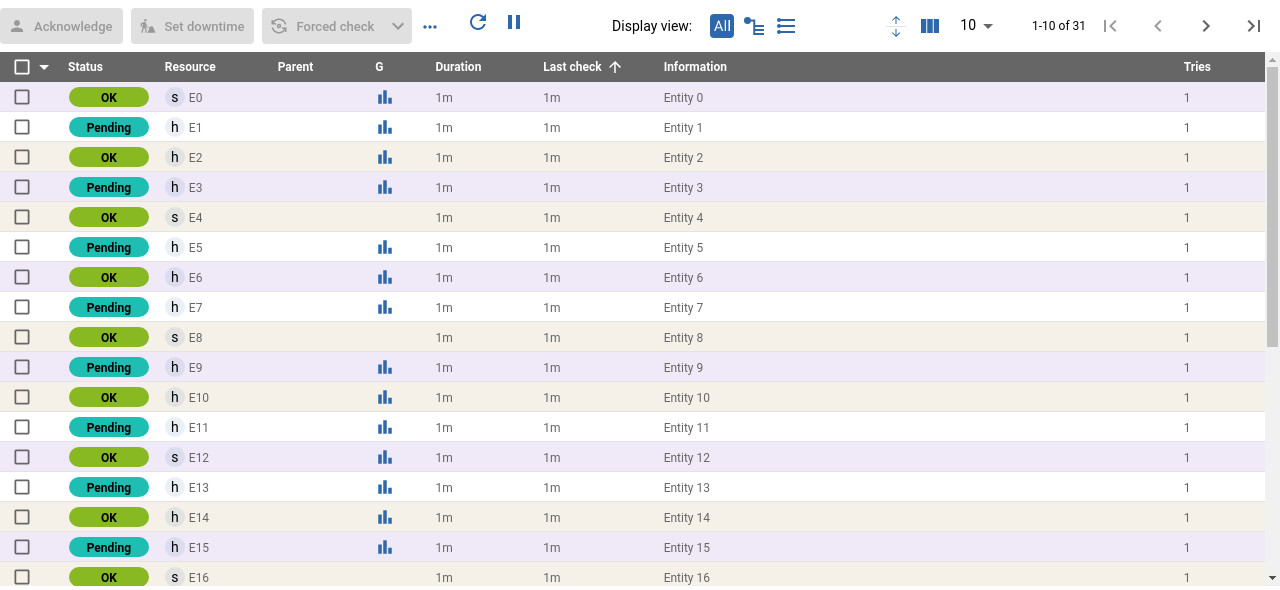 Acknowledge Set downtime Forced check Display view: All 10 1-10 of 31
Status Resource Parent G Duration Last check Information Tries
OK s E0 1m 1m Entity 0 1
Pending h E1 1m 1m Entity 1 1
OK h E2 1m 1m Entity 2 1
Pending h E3 1m 1m Entity 3 1
OK s E4 1m 1m Entity 4 1
Pending h E5 1m 1m Entity 5 1
OK h E6 1m 1m Entity 6 1
Pending h E7 1m 1m Entity 7 1
OK s E8 1m 1m Entity 8 1
Pending h E9 1m 1m Entity 9 1
OK h E10 1m 1m Entity 10 1
Pending h E11 1m 1m Entity 11 1
OK s E12 1m 1m Entity 12 1
Pending h E13 1m 1m Entity 13 1
OK h E14 1m 1m Entity 14 1
Pending h E15 1m 1m Entity 15 1
OK s E16 1m 1m Entity 16 1